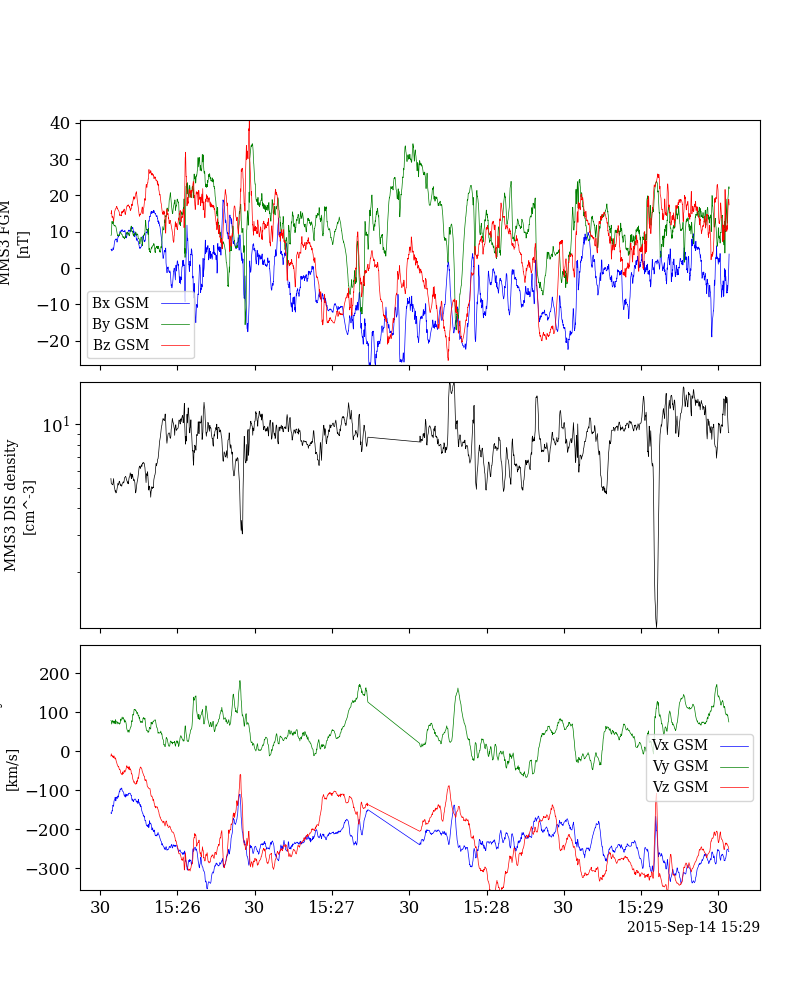 40
30
20
10
0
−10
−20
MMS3 FGM
[nT]
Bx GSM
By GSM
Bz GSM
10^1
MMS3 DIS density
[cm^-3]
200
100
0
−100
−200
−300
[km/s]
Vx GSM
Vy GSM
Vz GSM
30 15:26 30 15:27 30 15:28 30 15:29 30
2015-Sep-14 15:29